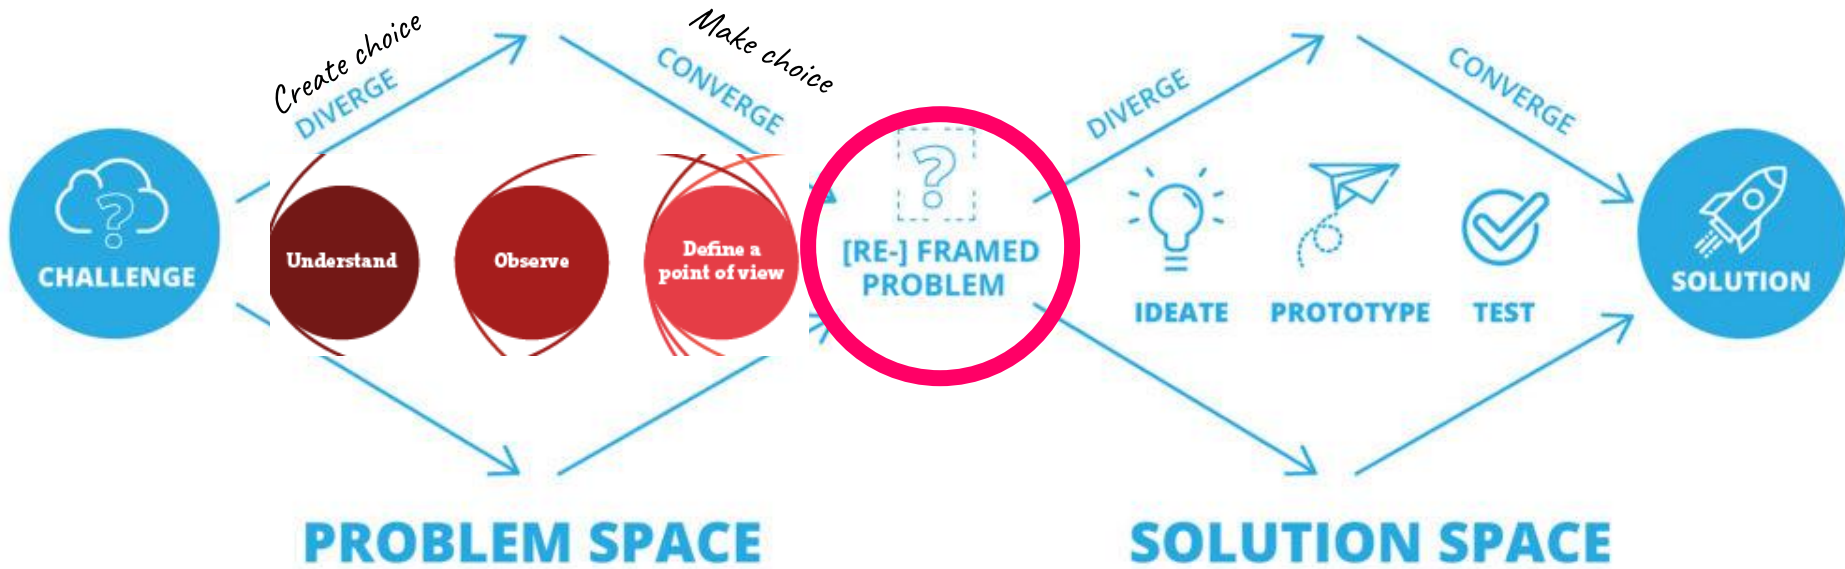 Create choice
DIVERGE
Make choice
CONVERGE
DIVERGE
CONVERGE
?
CHALLENGE
Understand
Observe
Define a
point of view
?
[RE-] FRAMED
PROBLEM
IDEATE
PROTOTYPE
TEST
SOLUTION
PROBLEM SPACE
SOLUTION SPACE